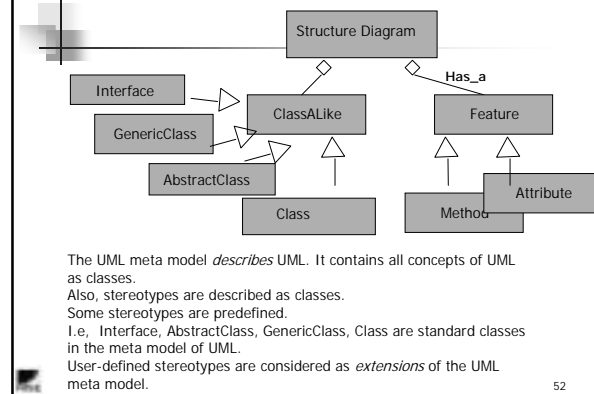 Structure Diagram
Has_a
Interface
ClassALike
Feature
GenericClass
AbstractClass
Attribute
Class
Method
The UML meta model describes UML. It contains all concepts of UML
as classes.
Also, stereotypes are described as classes.
Some stereotypes are predefined.
I.e, Interface, AbstractClass, GenericClass, Class are standard classes
in the meta model of UML.
User-defined stereotypes are considered as extensions of the UML
meta model.
52